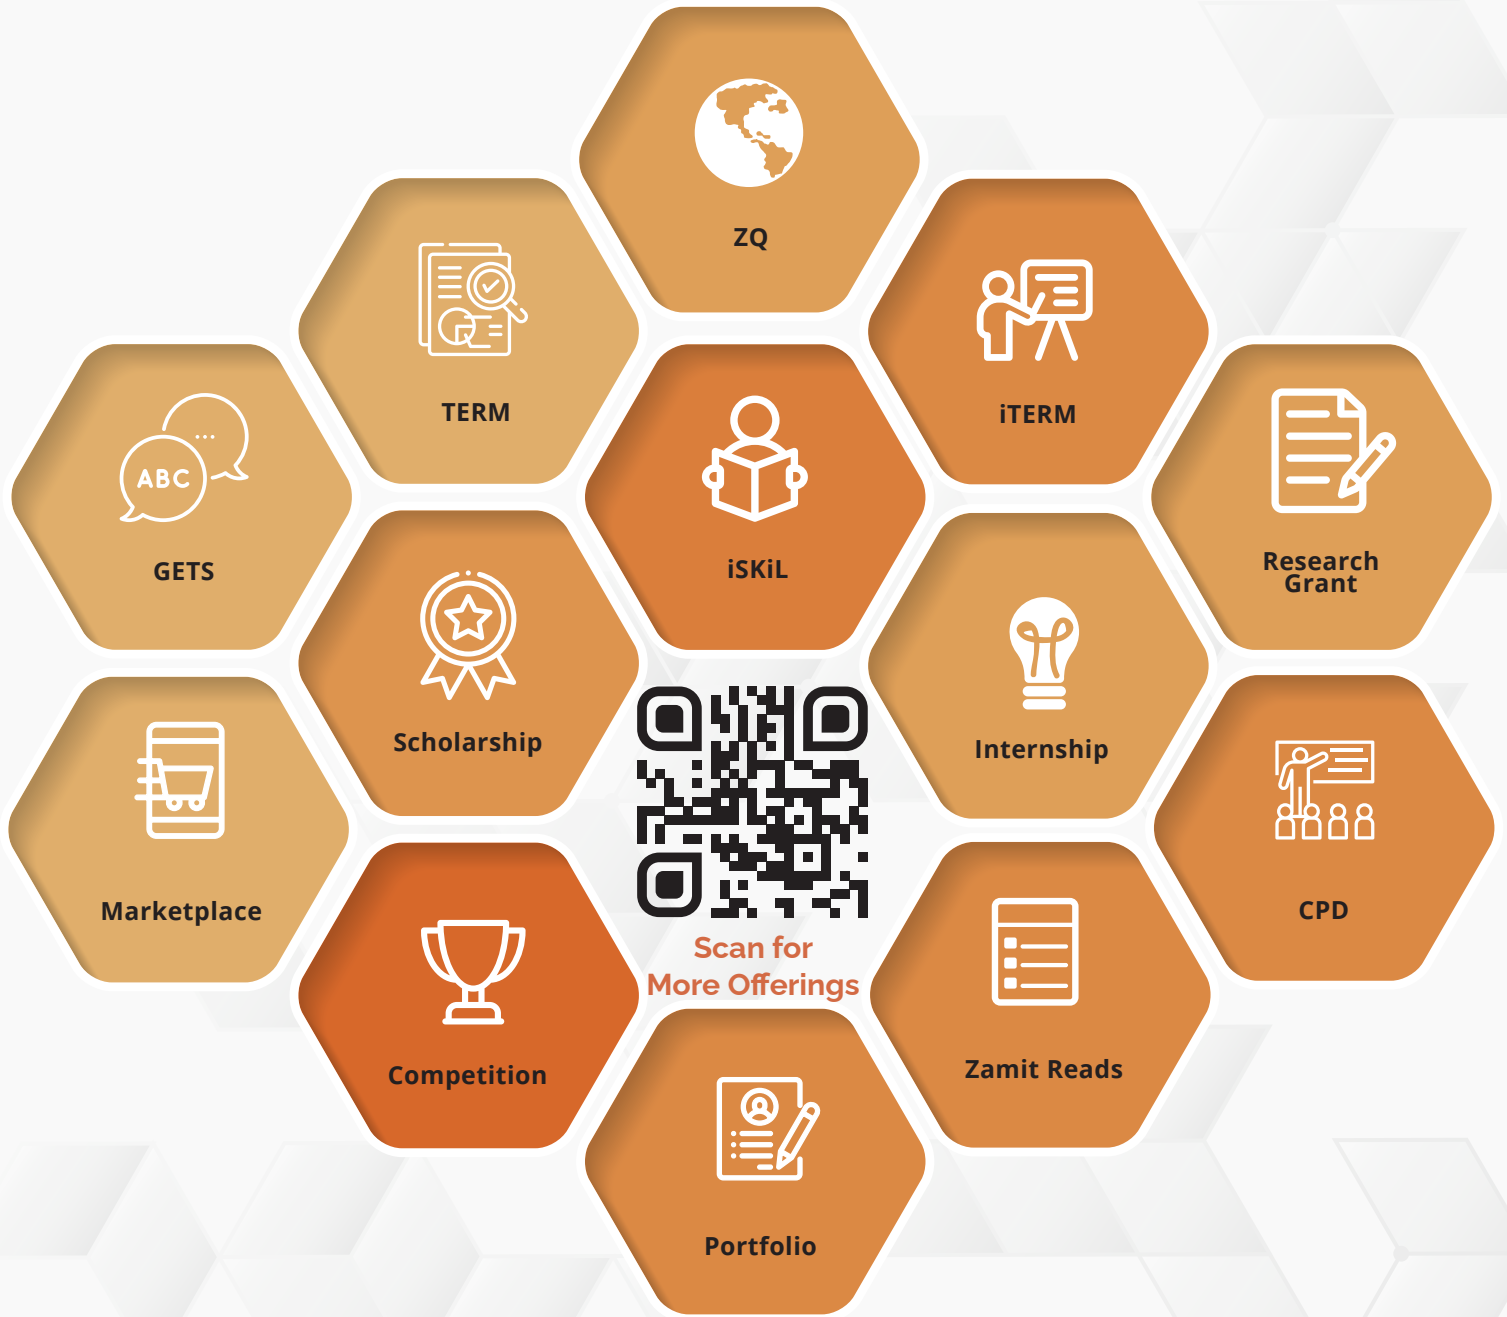 ZQ
TERM
iTERM
ABC
GETS
iSKiL
Research
Grant
Scholarship
Internship
Marketplace
CPD
Scan for
More Offerings
Competition
Zamit Reads
Portfolio